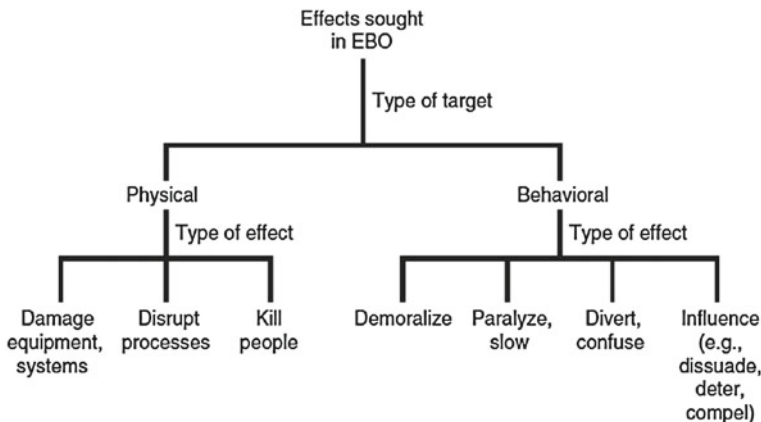 Effects sought
in EBO
Type of target
Physical
Behavioral
Type of effect
Type of effect
Damage
equipment,
systems
Disrupt
processes
Kill
people
Demoralize
Paralyze,
slow
Divert,
confuse
Influence
(e.g.,
dissuade,
deter,
compel)